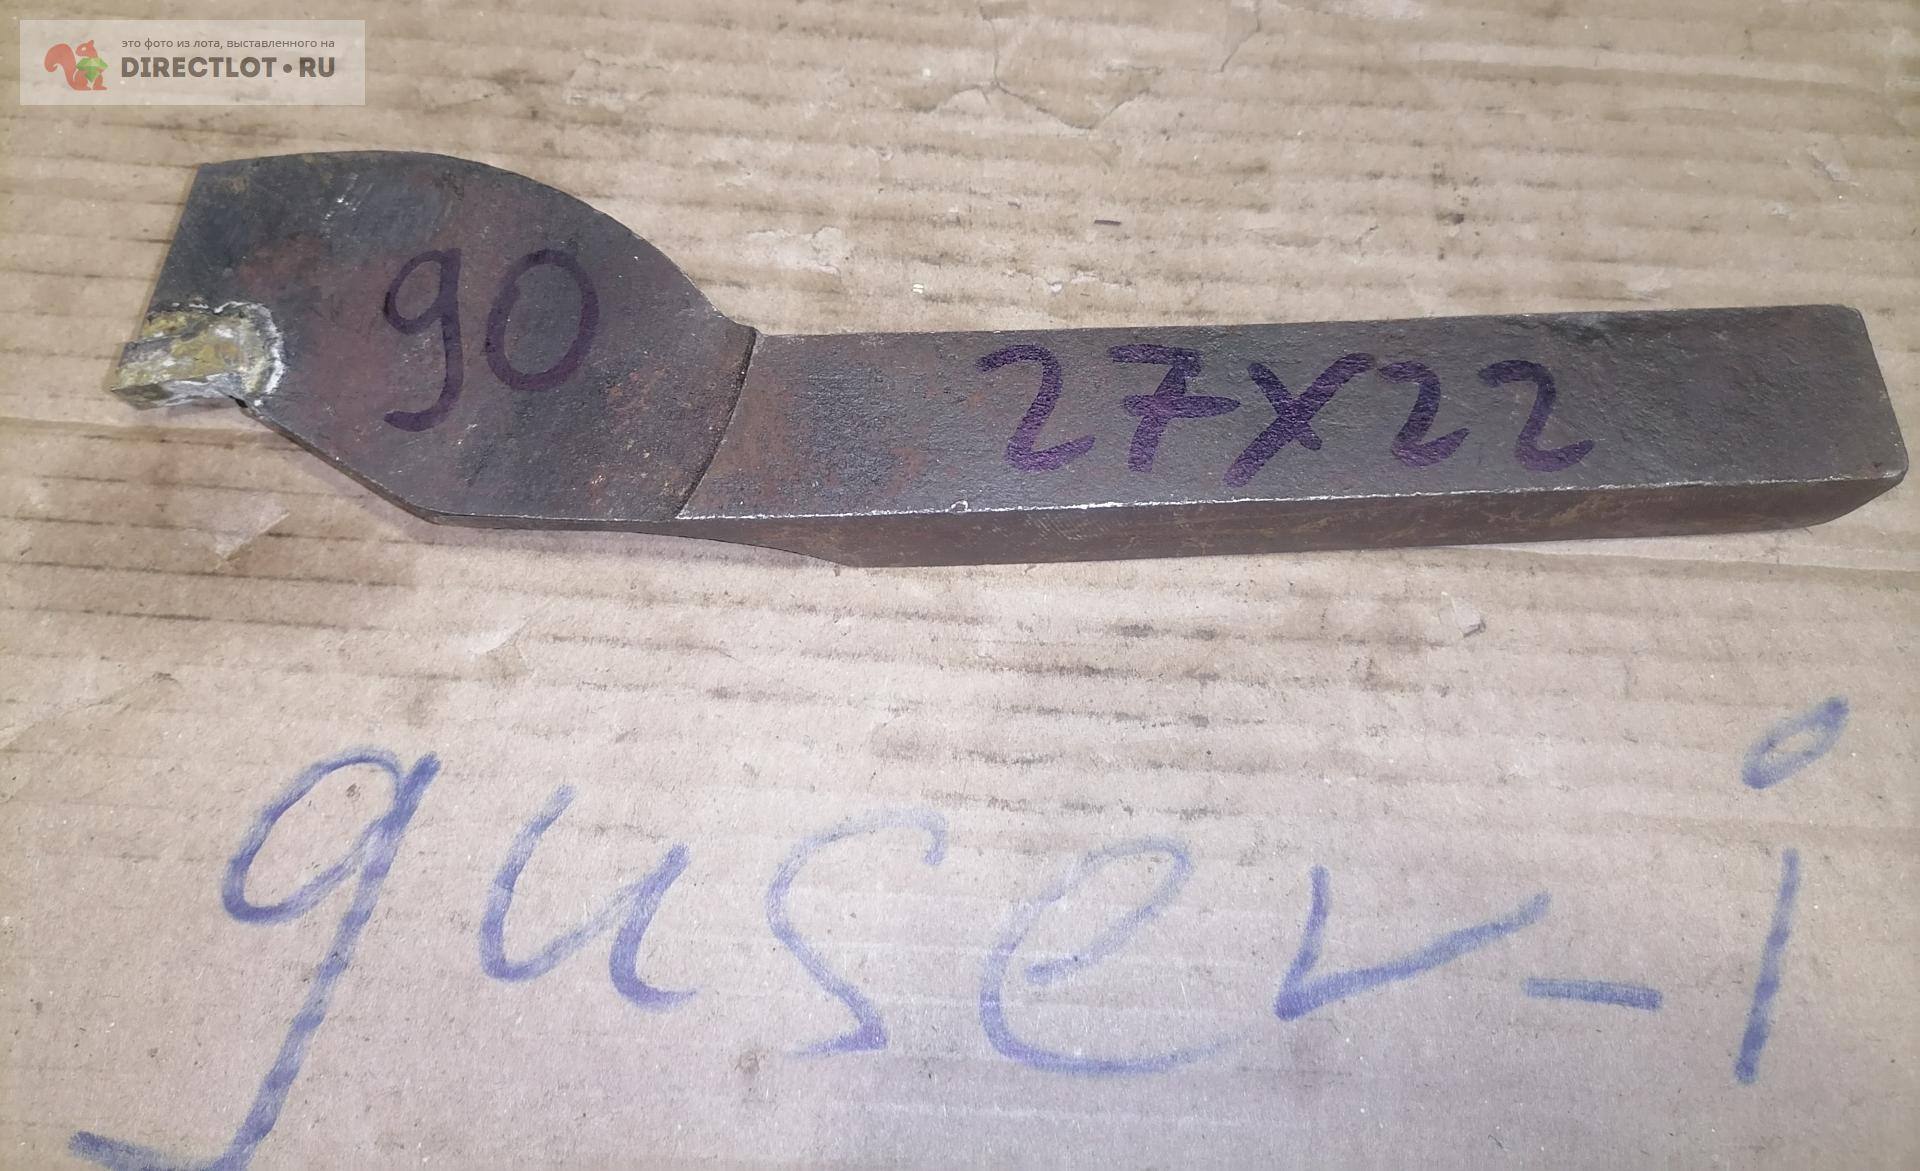 это фото из лота, выставленного на
DIRECTLOT•RU
90
27x22
gusev-i